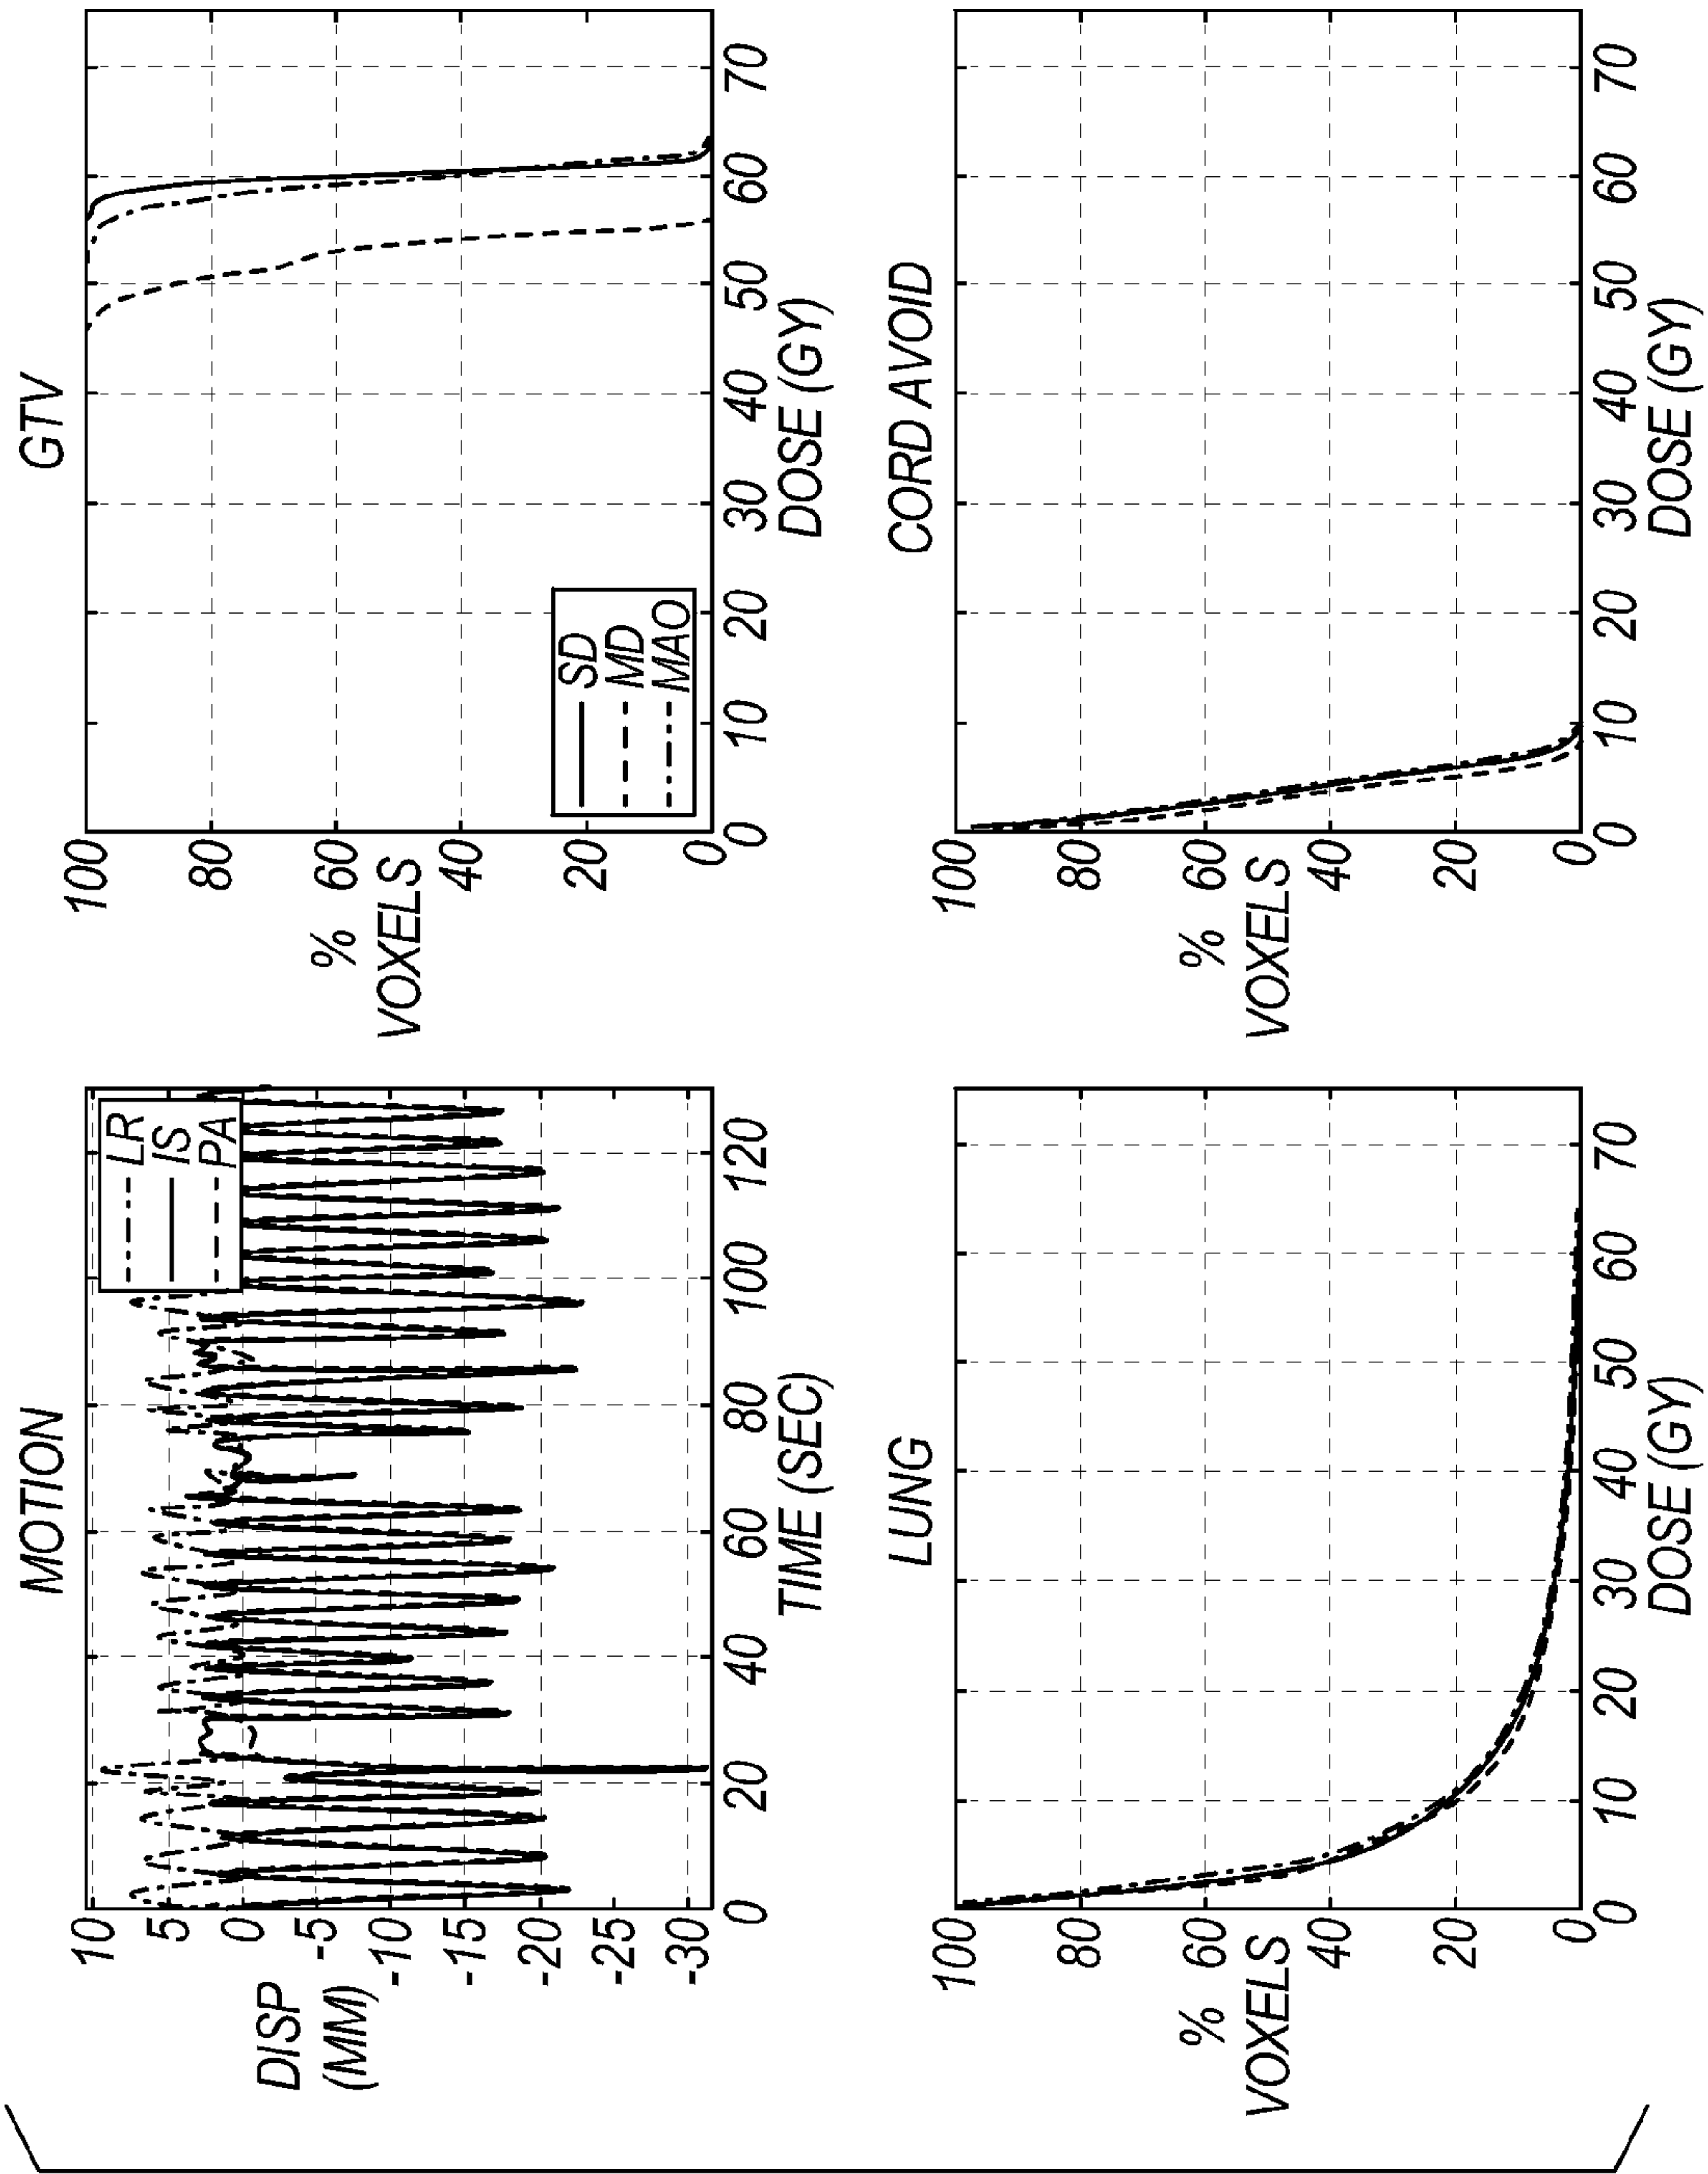 MOTION
10
5
0
-5
-10
-15
-20
-25
-30
DISP
(MM)
LR
IS
PA
0 20 40 60 80 100 120
TIME (SEC)
GTV
100
80
60
40
20
0
%
VOXELS
SD
MD
MAO
0 10 20 30 40 50 60 70
DOSE (GY)
LUNG
100
80
60
40
20
0
%
VOXELS
0 10 20 30 40 50 60 70
DOSE (GY)
CORD AVOID
100
80
60
40
20
0
%
VOXELS
0 10 20 30 40 50 60 70
DOSE (GY)